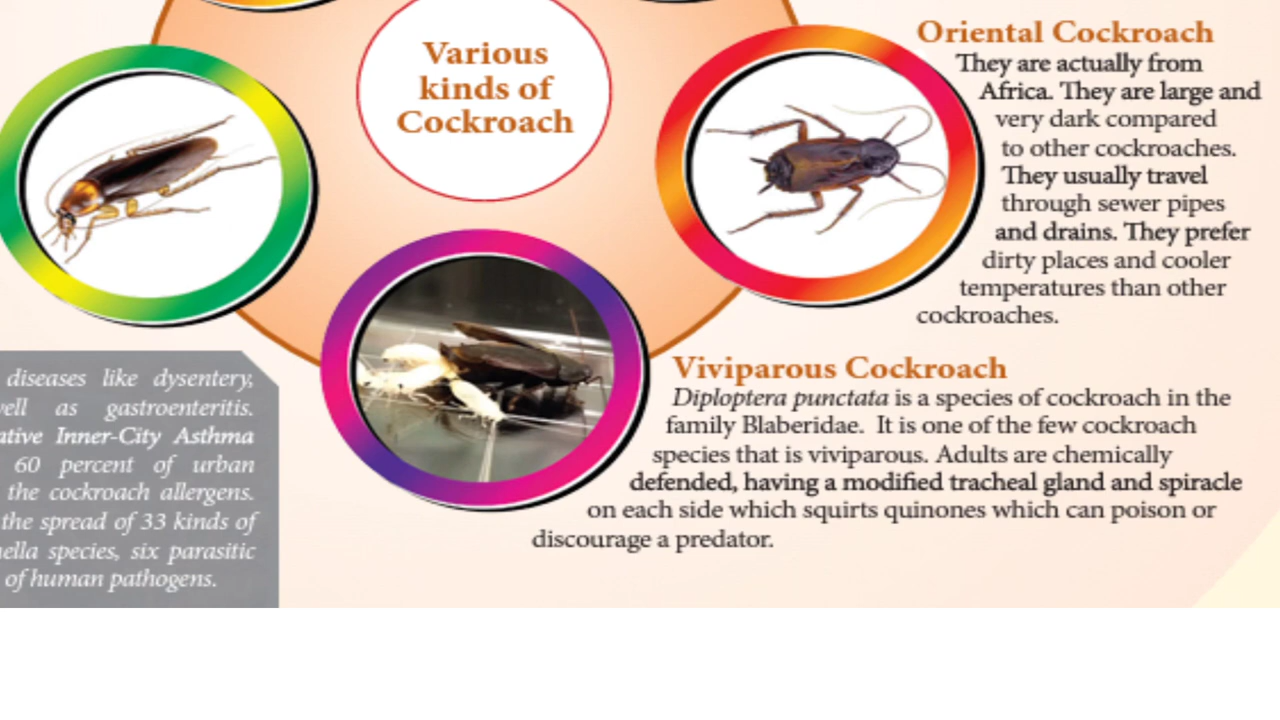 Various
kinds of
Cockroach
Oriental Cockroach
They are actually from
Africa. They are large and
very dark compared
to other cockroaches.
They usually travel
through sewer pipes
and drains. They prefer
dirty places and cooler
temperatures than other
cockroaches.
Viviparous Cockroach
Diploptera punctata is a species of cockroach in the
family Blaberidae. It is one of the few cockroach
species that is viviparous. Adults are chemically
defended, having a modified tracheal gland and spiracle
on each side which squirts quinones which can poison or
discourage a predator.
diseases like dysentery,
as gastroenteritis.
Inner-City Asthma
60 percent of urban
the cockroach allergens.
the spread of 33 kinds of
species, six parasitic
of human pathogens.